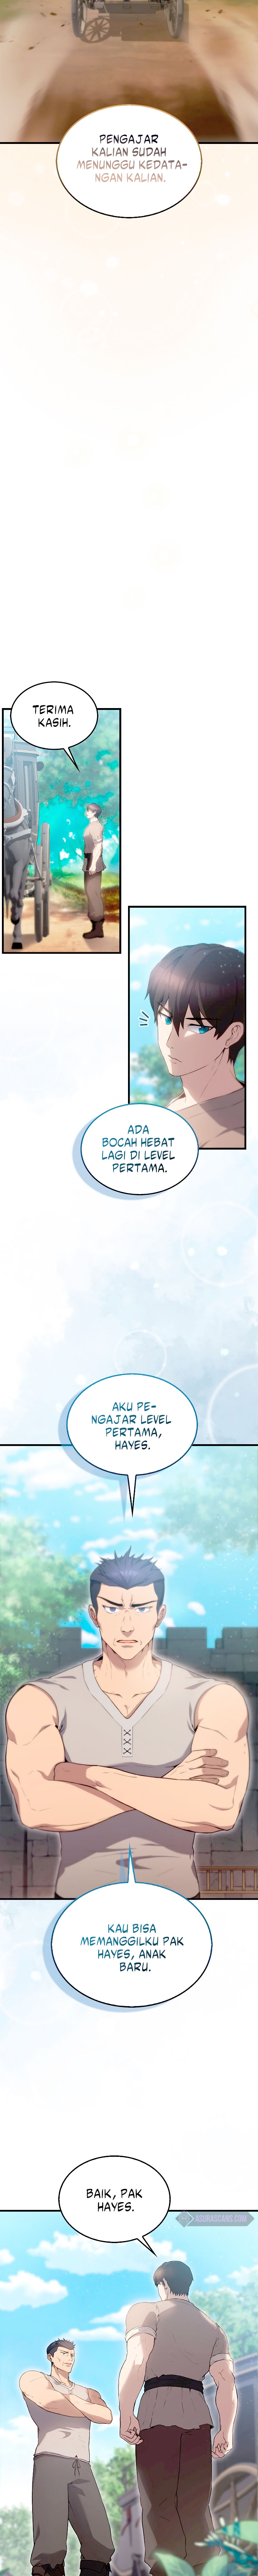 PENGAJAR
KALIAN SUDAH
MENUNGGU KEDATA-
NGAN KALIAN.
TERIMA
KASIH.
ADA
BOCAH HEBAT
LAGI DI LEVEL
PERTAMA.
AKU PE-
NGAJAR LEVEL
PERTAMA,
HAYES.
KAU BISA
MEMANGGILKU PAK
HAYES, ANAK
BARU.
BAIK, PAK
HAYES.